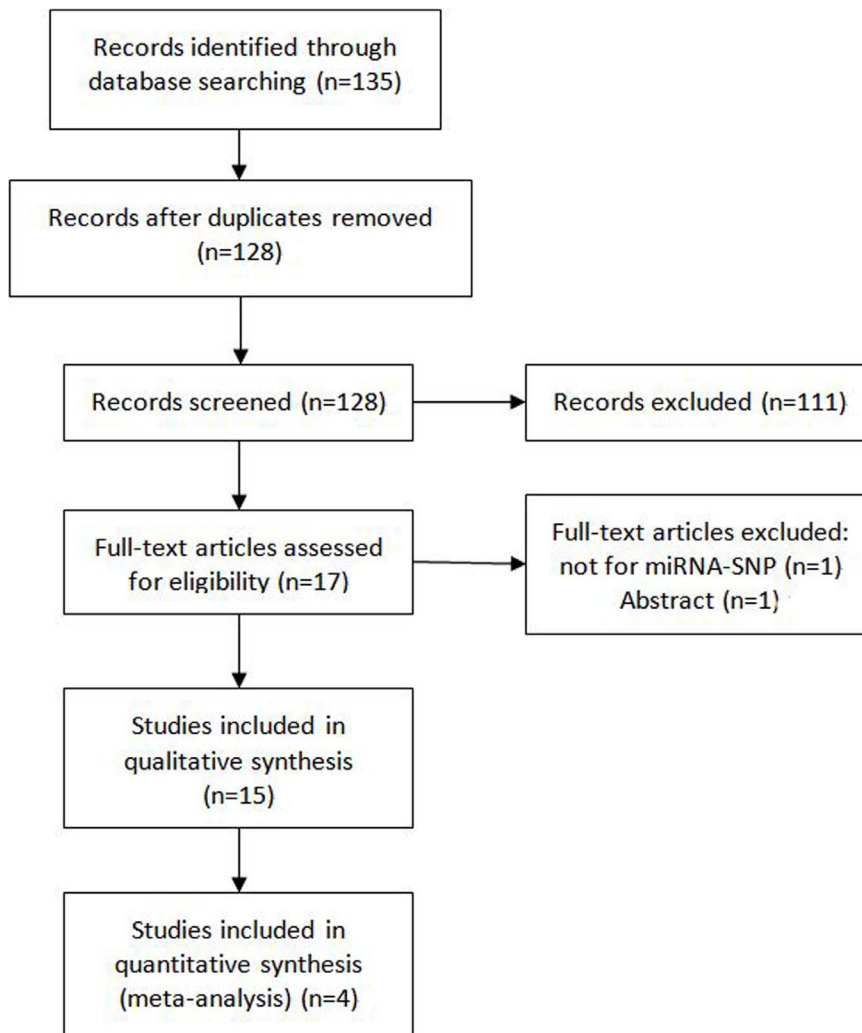 Records identified through
database searching (n=135)
Records after duplicates removed
(n=128)
Records screened (n=128)
Records excluded (n=111)
Full-text articles assessed
for eligibility (n=17)
Full-text articles excluded:
not for miRNA-SNP (n=1)
Abstract (n=1)
Studies included in
qualitative synthesis
(n=15)
Studies included in
quantitative synthesis
(meta-analysis) (n=4)